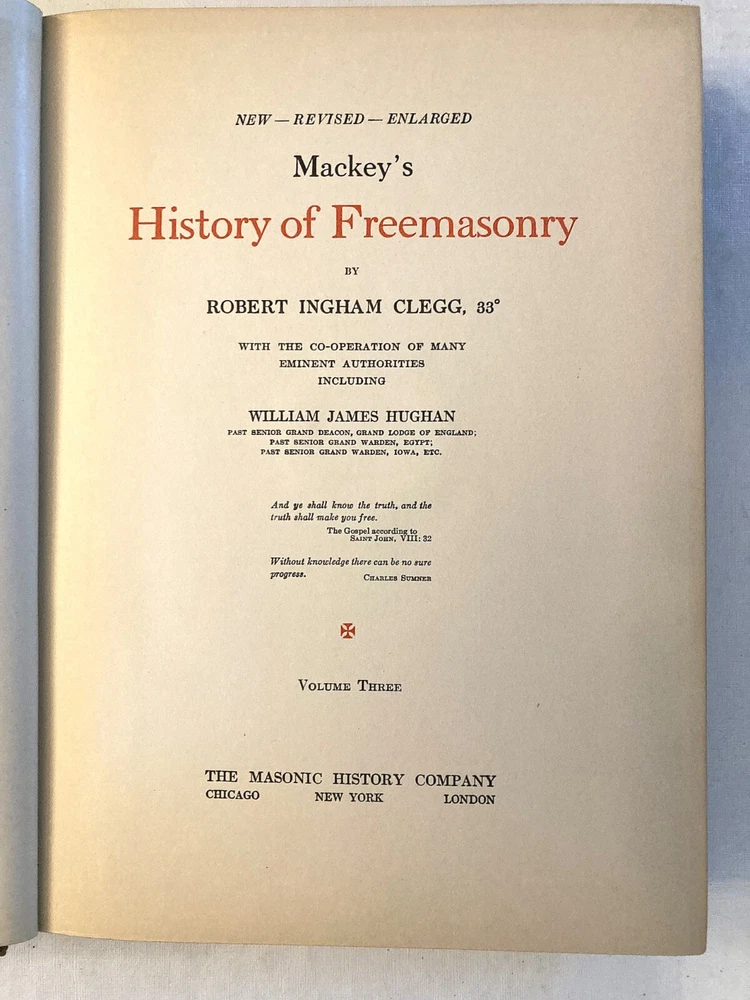 NEW — REVISED — ENLARGED
Mackey's
History of Freemasonry
BY
ROBERT INGHAM CLEGG, 33°
WITH THE CO-OPERATION OF MANY
EMINENT AUTHORITIES
INCLUDING
WILLIAM JAMES HUGHAN
PAST SENIOR GRAND DEACON, GRAND LODGE OF ENGLAND;
PAST SENIOR GRAND WARDEN, EGYPT;
PAST SENIOR GRAND WARDEN, IOWA, ETC.
And ye shall know the truth, and the
truth shall make you free.
The Gospel according to
SAINT JOHN, VIII: 32
Without knowledge there can be no sure
progress. CHARLES SUMNER
VOLUME THREE
THE MASONIC HISTORY COMPANY
CHICAGO NEW YORK LONDON